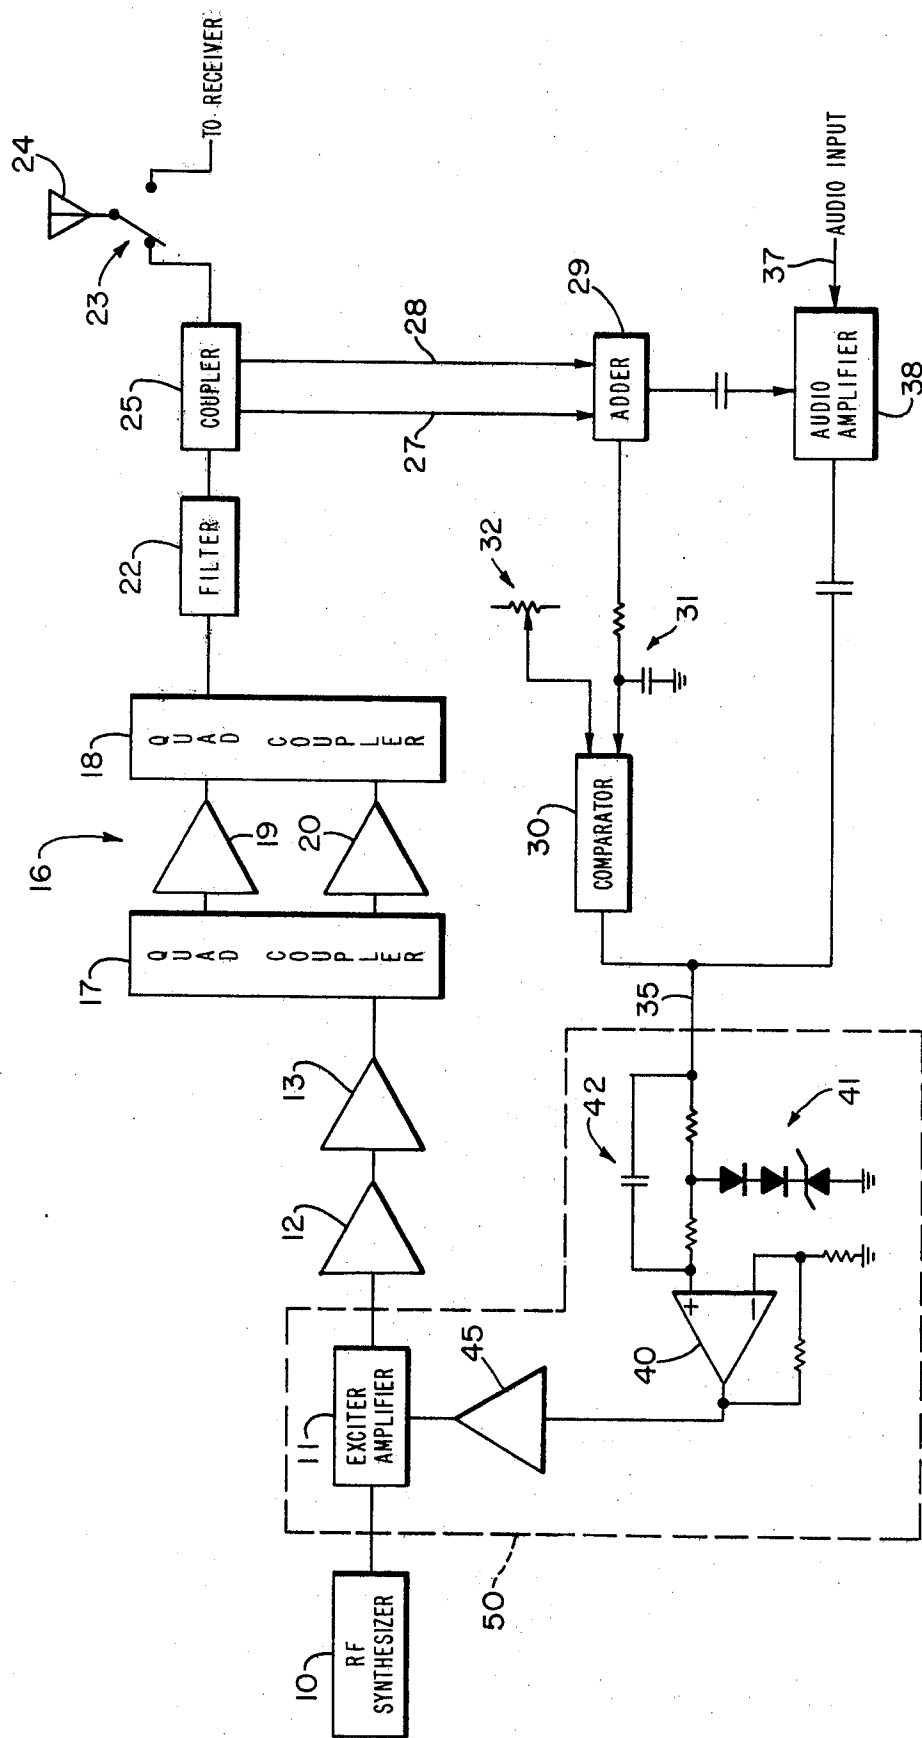 10
RF
SYNTHESIZER
11
EXCITER
AMPLIFIER
12
13
16
17
QUAD COUPLER
18
QUAD COUPLER
19
20
22
FILTER
25
COUPLER
23
24
TO RECEIVER
27
28
29
ADDER
30
COMPARATOR
31
32
35
37
AUDIO INPUT
AUDIO
AMPLIFIER
38
40
+
−
41
42
45
50